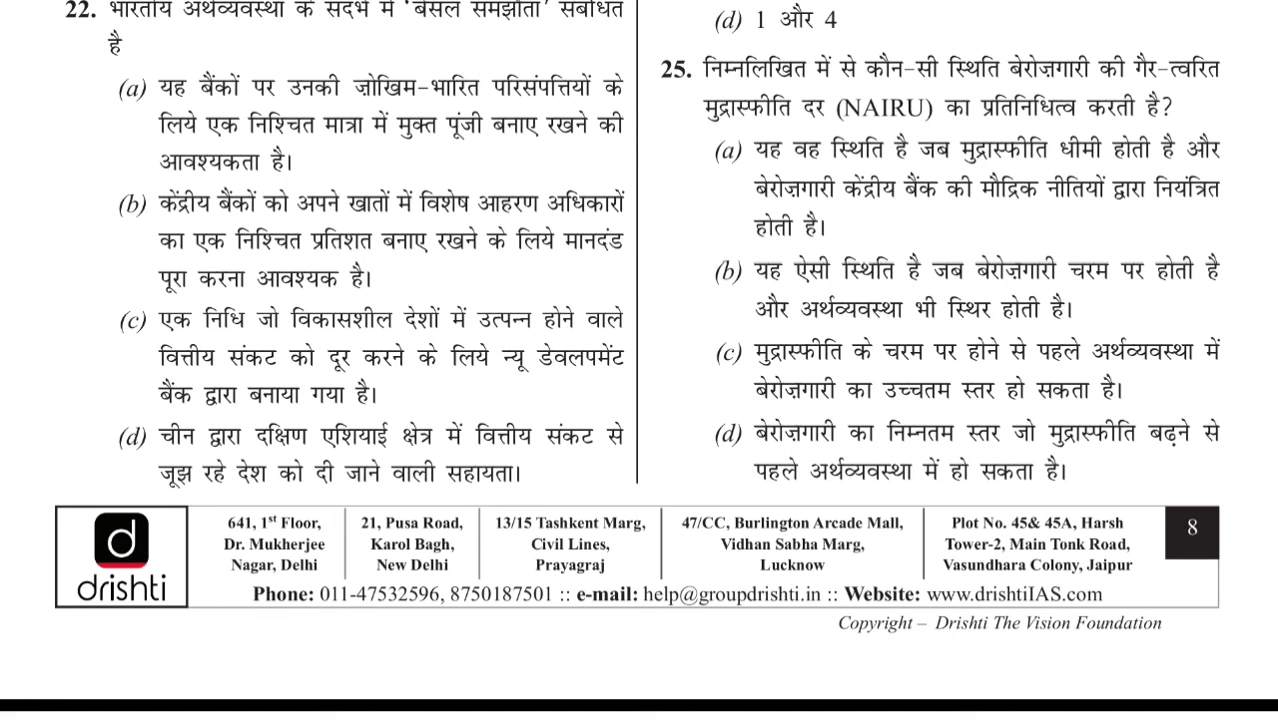 22. भारतीय अर्थव्यवस्था के संदर्भ में 'बेसल समझौता' संबंधित
है
(a) यह बैंकों पर उनकी जोखिम-भारित परिसंपत्तियों के
लिये एक निश्चित मात्रा में मुक्त पूंजी बनाए रखने की
आवश्यकता है।
(b) केंद्रीय बैंकों को अपने खातों में विशेष आहरण अधिकारों
का एक निश्चित प्रतिशत बनाए रखने के लिये मानदंड
पूरा करना आवश्यक है।
(c) एक निधि जो विकासशील देशों में उत्पन्न होने वाले
वित्तीय संकट को दूर करने के लिये न्यू डेवलपमेंट
बैंक द्वारा बनाया गया है।
(d) चीन द्वारा दक्षिण एशियाई क्षेत्र में वित्तीय संकट से
जूझ रहे देश को दी जाने वाली सहायता।
(d) 1 और 4
25. निम्नलिखित में से कौन-सी स्थिति बेरोज़गारी की गैर-त्वरित
मुद्रास्फीति दर (NAIRU) का प्रतिनिधित्व करती है?
(a) यह वह स्थिति है जब मुद्रास्फीति धीमी होती है और
बेरोज़गारी केंद्रीय बैंक की मौद्रिक नीतियों द्वारा नियंत्रित
होती है।
(b) यह ऐसी स्थिति है जब बेरोज़गारी चरम पर होती है
और अर्थव्यवस्था भी स्थिर होती है।
(c) मुद्रास्फीति के चरम पर होने से पहले अर्थव्यवस्था में
बेरोज़गारी का उच्चतम स्तर हो सकता है।
(d) बेरोज़गारी का निम्नतम स्तर जो मुद्रास्फीति बढ़ने से
पहले अर्थव्यवस्था में हो सकता है।
d
drishti
641, 1st Floor,
Dr. Mukherjee
Nagar, Delhi
21, Pusa Road,
Karol Bagh,
New Delhi
13/15 Tashkent Marg,
Civil Lines,
Prayagraj
47/CC, Burlington Arcade Mall,
Vidhan Sabha Marg,
Lucknow
Plot No. 45& 45A, Harsh
Tower-2, Main Tonk Road,
Vasundhara Colony, Jaipur
8
Phone: 011-47532596, 8750187501 :: e-mail: help@groupdrishti.in :: Website: www.drishtiIAS.com
Copyright – Drishti The Vision Foundation